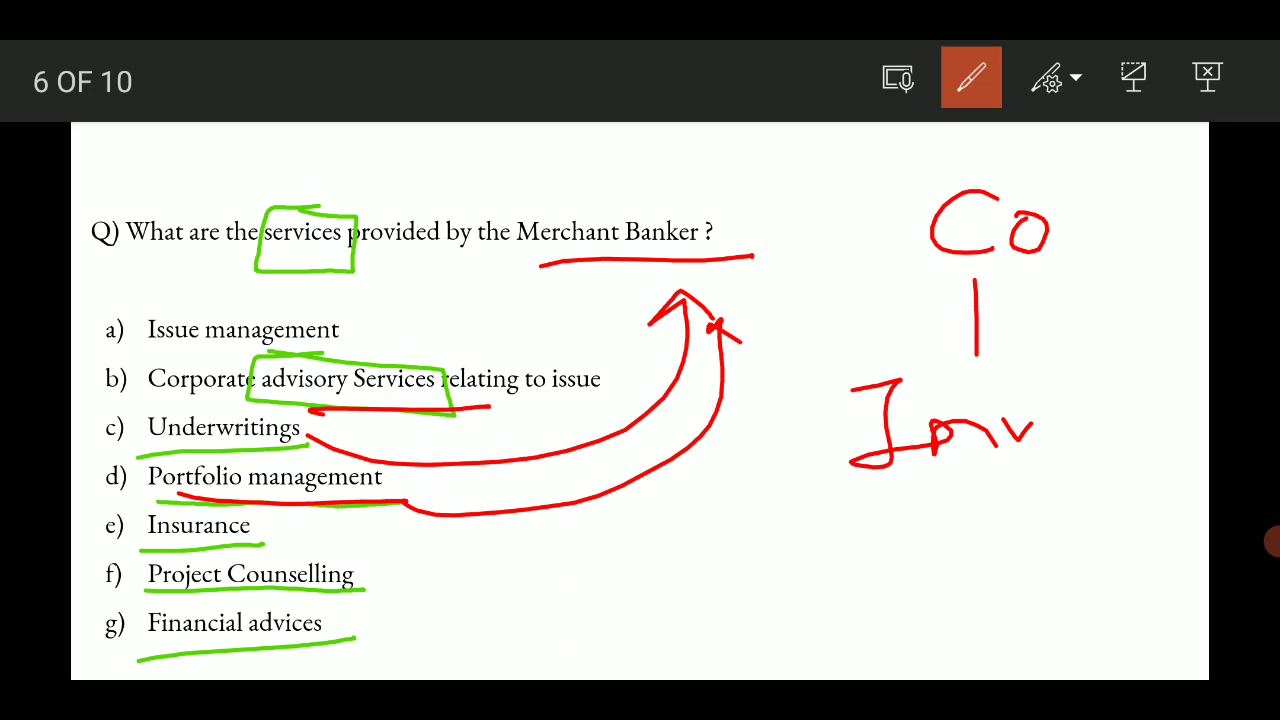 6 OF 10
Q) What are the services provided by the Merchant Banker ?
Co
a) Issue management
b) Corporate advisory Services relating to issue
c) Underwritings
Inv
d) Portfolio management
e) Insurance
f) Project Counselling
g) Financial advices